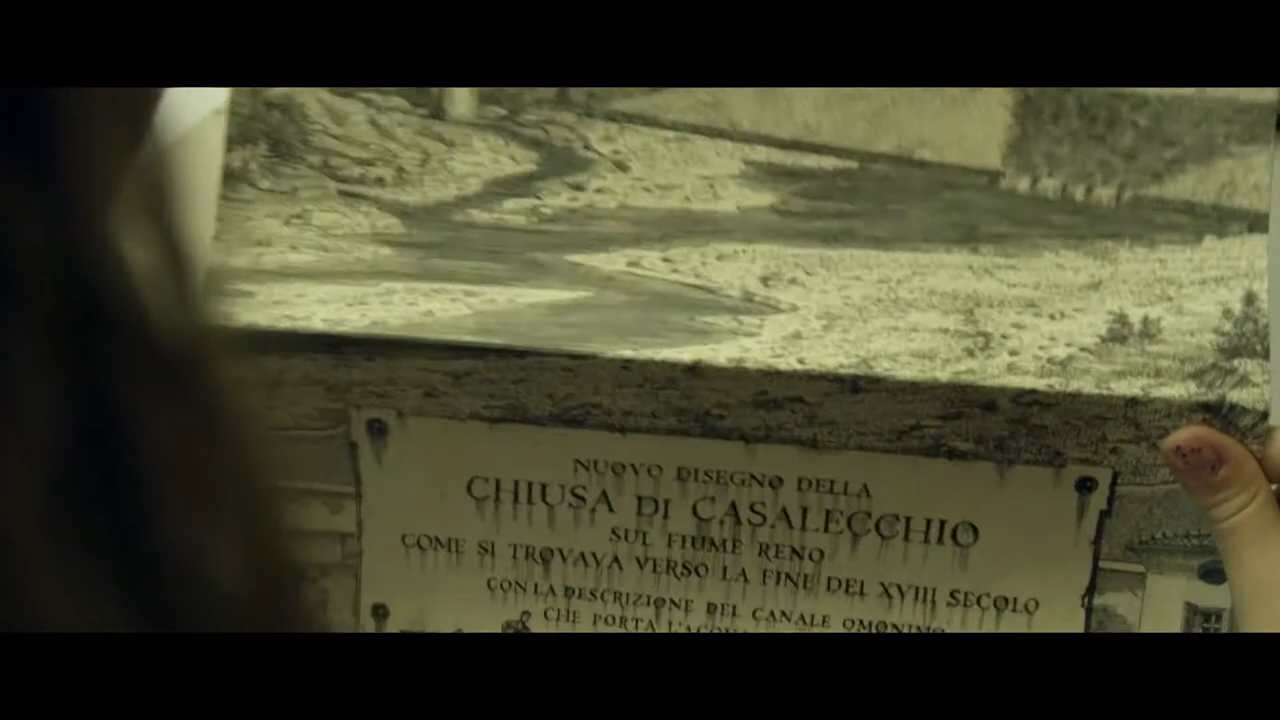 NUOVO DISEGNO DELLA
CHIUSA DI CASALECCHIO
SUL FIUME RENO
COME SI TROVAVA VERSO LA FINE DEL XVIII SECOLO
CON LA DESCRIZIONE DEL CANALE OMONIMO
CHE PORTA L'ACQUA